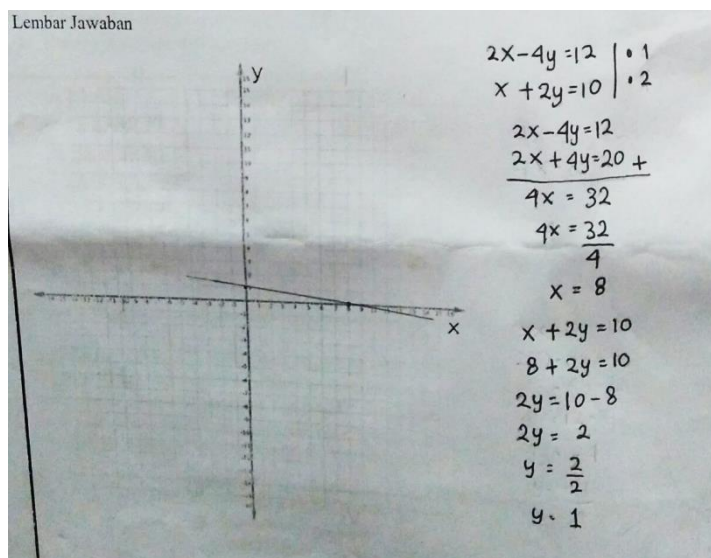 Lembar Jawaban
y
x
2x-4y=12 | • 1
x +2y=10 | • 2
2x-4y=12
2x+4y=20 +
4x = 32
4x = 32
4
x = 8
x +2y=10
8+2y=10
2y=10-8
2y= 2
y = 2
2
y= 1